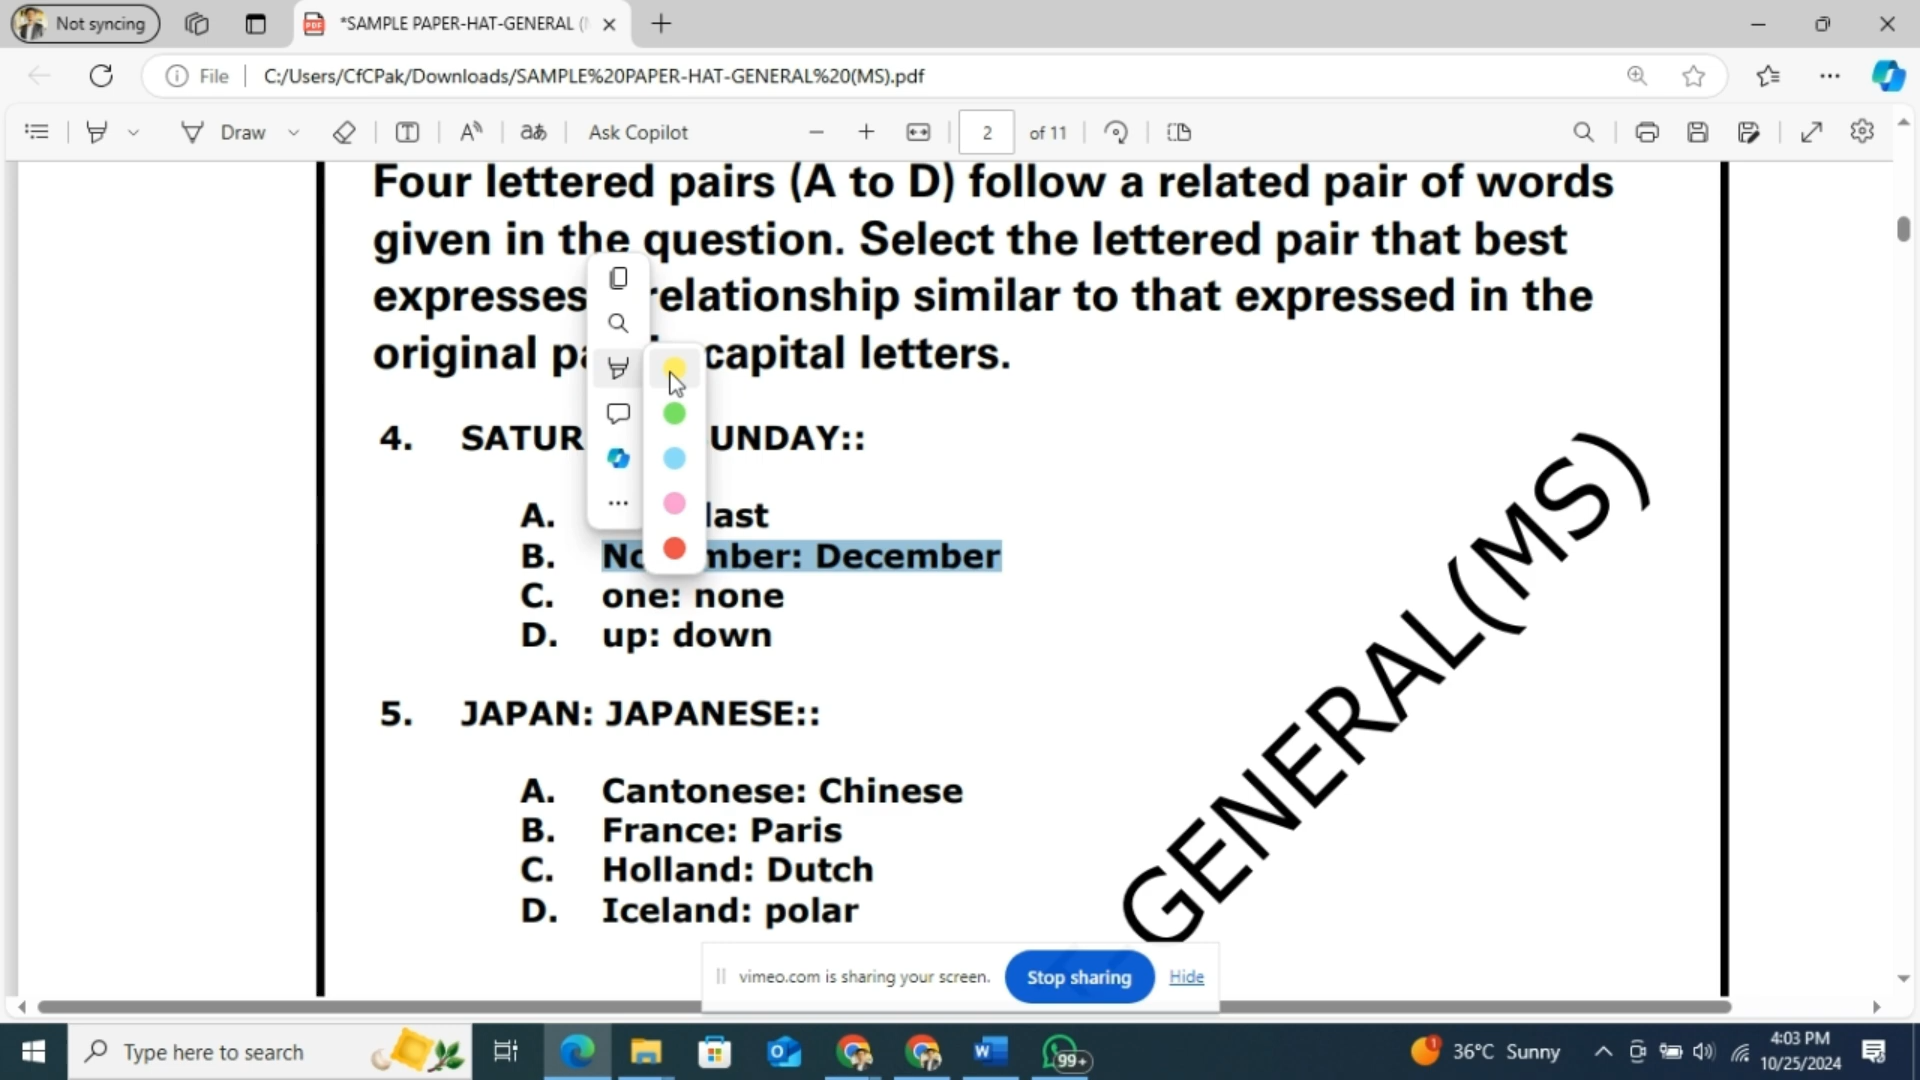 Not syncing
*SAMPLE PAPER-HAT-GENERAL (
File
C:/Users/CfCPak/Downloads/SAMPLE%20PAPER-HAT-GENERAL%20(MS).pdf
Draw
Ask Copilot
2 of 11
Four lettered pairs (A to D) follow a related pair of words
given in the question. Select the lettered pair that best
expresses relationship similar to that expressed in the
original capital letters.
4. SATUR UNDAY::
A. last
B. No mber: December
C. one: none
D. up: down
5. JAPAN: JAPANESE::
A. Cantonese: Chinese
B. France: Paris
C. Holland: Dutch
D. Iceland: polar
GENERAL(MS)
vimeo.com is sharing your screen. Stop sharing Hide
Type here to search
99+
1
36°C Sunny
4:03 PM
10/25/2024